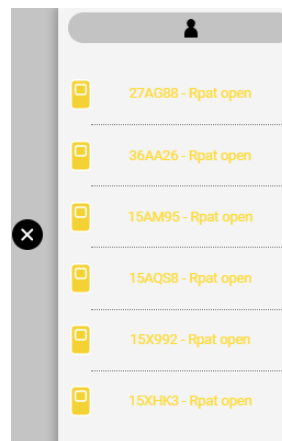 27AG88 - Rpat open
36AA26 - Rpat open
15AM95 - Rpat open
15AQS8 - Rpat open
15X992 - Rpat open
15XHK3 - Rpat open